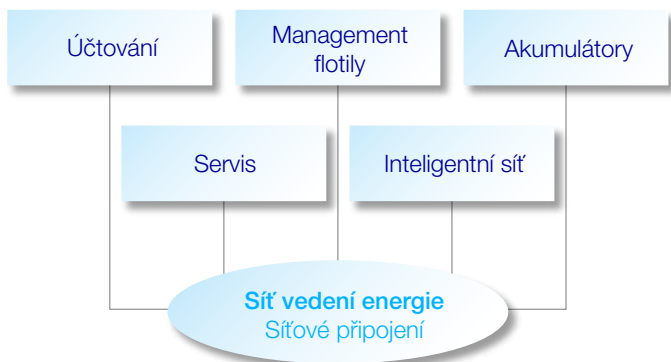 Účtování
Management
flotily
Akumulátory
Servis
Inteligentní síť
Síť vedení energie
Síťové připojení